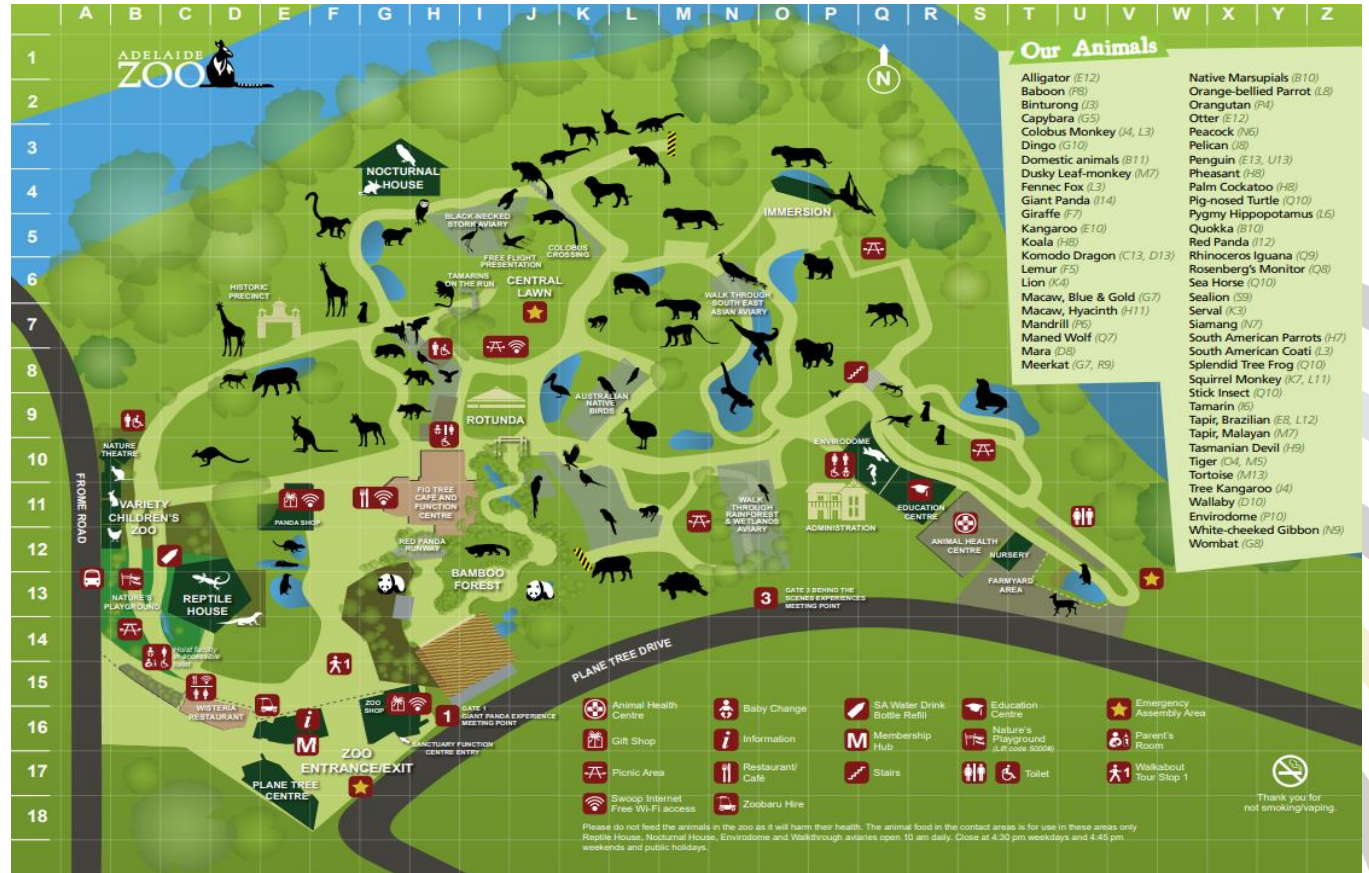 A B C D E F G H I J K L M N O P Q R S T U V W X Y Z
1
2
3
4
5
6
7
8
9
10
11
12
13
14
15
16
17
18
ADELAIDE
ZOO
N
NOCTURNAL
HOUSE
BLACK-NECKED
STORK AVIARY
FREE FLIGHT
PRESENTATION
COLOBUS
CROSSING
IMMERSION
TAMARINS
ON THE RUN
CENTRAL
LAWN
HISTORIC
PRECINCT
WALK THROUGH
SOUTH EAST
ASIAN AVIARY
ROTUNDA
AUSTRALIAN
NATIVE
BIRDS
NATURE
THEATRE
ENVIRODOME
FROME ROAD
VARIETY
CHILDREN'S
ZOO
PANDA SHOP
FIG TREE
CAFÉ AND
FUNCTION
CENTRE
WALK
THROUGH
RAINFOREST
& WETLANDS
AVIARY
ADMINISTRATION
EDUCATION
CENTRE
RED PANDA
RUNWAY
BAMBOO
FOREST
ANIMAL HEALTH
CENTRE
NURSERY
FARMYARD
AREA
NATURE'S
PLAYGROUND
REPTILE
HOUSE
3
GATE 3 BEHIND THE
SCENES EXPERIENCES
MEETING POINT
Hoist facility
in accessible
toilet
1
PLANE TREE DRIVE
WISTERIA
RESTAURANT
ZOO
SHOP
1
GATE 1
GIANT PANDA EXPERIENCE
MEETING POINT
i
M
SANCTUARY FUNCTION
CENTRE ENTRY
ZOO
ENTRANCE/EXIT
PLANE TREE
CENTRE
Our Animals
Alligator (E12)
Baboon (P8)
Binturong (J3)
Capybara (G5)
Colobus Monkey (J4, L3)
Dingo (G10)
Domestic animals (B11)
Dusky Leaf-monkey (M7)
Fennec Fox (L3)
Giant Panda (I14)
Giraffe (F7)
Kangaroo (E10)
Koala (H8)
Komodo Dragon (C13, D13)
Lemur (F5)
Lion (K4)
Macaw, Blue & Gold (G7)
Macaw, Hyacinth (H11)
Mandrill (P6)
Maned Wolf (Q7)
Mara (D8)
Meerkat (G7, R9)
Native Marsupials (B10)
Orange-bellied Parrot (L8)
Orangutan (P4)
Otter (E12)
Peacock (N6)
Pelican (J8)
Penguin (E13, U13)
Pheasant (H8)
Palm Cockatoo (H8)
Pig-nosed Turtle (Q10)
Pygmy Hippopotamus (L6)
Quokka (B10)
Red Panda (I12)
Rhinoceros Iguana (Q9)
Rosenberg's Monitor (Q8)
Sea Horse (Q10)
Sealion (S9)
Serval (K3)
Siamang (N7)
South American Parrots (H7)
South American Coati (L3)
Splendid Tree Frog (Q10)
Squirrel Monkey (K7, L11)
Stick Insect (Q10)
Tamarin (I6)
Tapir, Brazilian (E8, L12)
Tapir, Malayan (M7)
Tasmanian Devil (H9)
Tiger (O4, M5)
Tortoise (M13)
Tree Kangaroo (J4)
Wallaby (D10)
Envirodome (P10)
White-cheeked Gibbon (N9)
Wombat (G8)
Animal Health
Centre
Baby Change
SA Water Drink
Bottle Refill
Education
Centre
Emergency
Assembly Area
Gift Shop
i Information
M Membership
Hub
Nature's
Playground
(Lift code 5000#)
Parent's
Room
Picnic Area
Restaurant/
Café
Stairs
Toilet
1 Walkabout
Tour Stop 1
Swoop Internet
Free Wi-Fi access
Zoobaru Hire
Thank you for
not smoking/vaping.
Please do not feed the animals in the zoo as it will harm their health. The animal food in the contact areas is for use in these areas only
Reptile House, Nocturnal House, Envirodome and Walkthrough aviaries open 10 am daily. Close at 4:30 pm weekdays and 4:45 pm
weekends and public holidays.